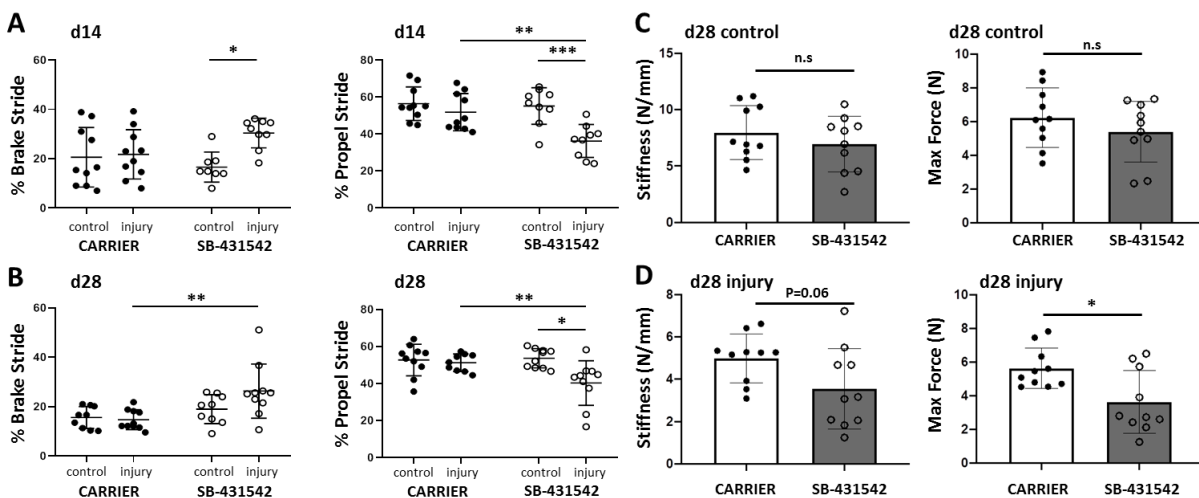 A
d14
% Brake Stride
60
40
20
0
*
control injury control injury
CARRIER SB-431542
d14
% Propel Stride
80
60
40
20
0
**
***
control injury control injury
CARRIER SB-431542
B
d28
% Brake Stride
60
40
20
0
**
control injury control injury
CARRIER SB-431542
d28
% Propel Stride
80
60
40
20
0
**
*
control injury control injury
CARRIER SB-431542
C
d28 control
Stiffness (N/mm)
15
10
5
0
n.s
CARRIER SB-431542
d28 control
Max Force (N)
10
8
6
4
2
0
n.s
CARRIER SB-431542
D
d28 injury
Stiffness (N/mm)
8
6
4
2
0
P=0.06
CARRIER SB-431542
d28 injury
Max Force (N)
10
8
6
4
2
0
*
CARRIER SB-431542